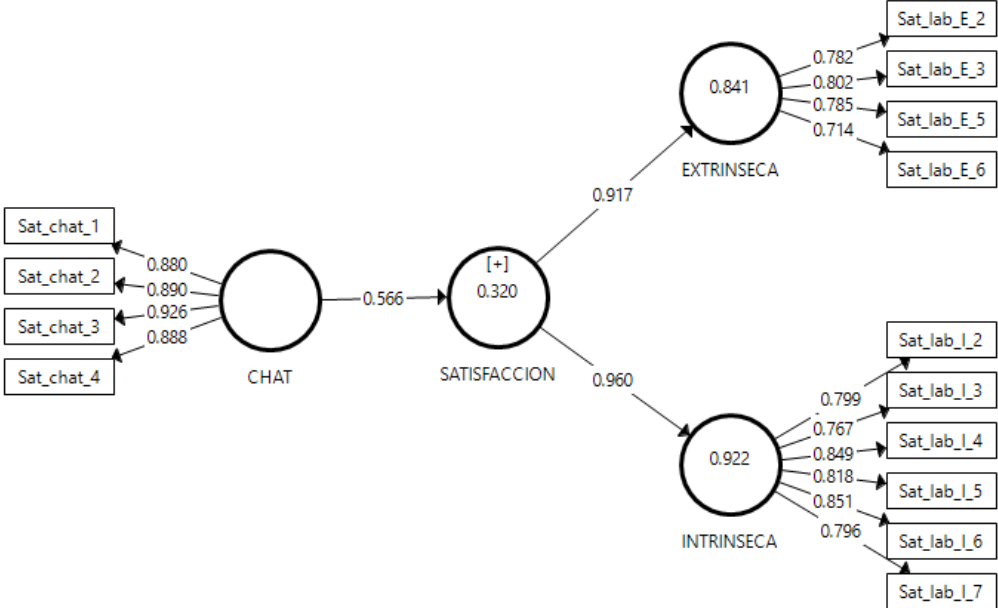 Sat_lab_E_2
0.782
Sat_lab_E_3
0.802
0.841
0.785
Sat_lab_E_5
0.714
EXTRINSECA
Sat_lab_E_6
0.917
Sat_chat_1
0.880
Sat_chat_2
0.890
0.926
Sat_chat_3
0.888
Sat_chat_4
CHAT
0.566
[+]
0.320
SATISFACCION
0.960
Sat_lab_I_2
0.799
Sat_lab_I_3
0.767
0.849
Sat_lab_I_4
0.922
0.818
Sat_lab_I_5
0.851
0.796
INTRINSECA
Sat_lab_I_6
Sat_lab_I_7